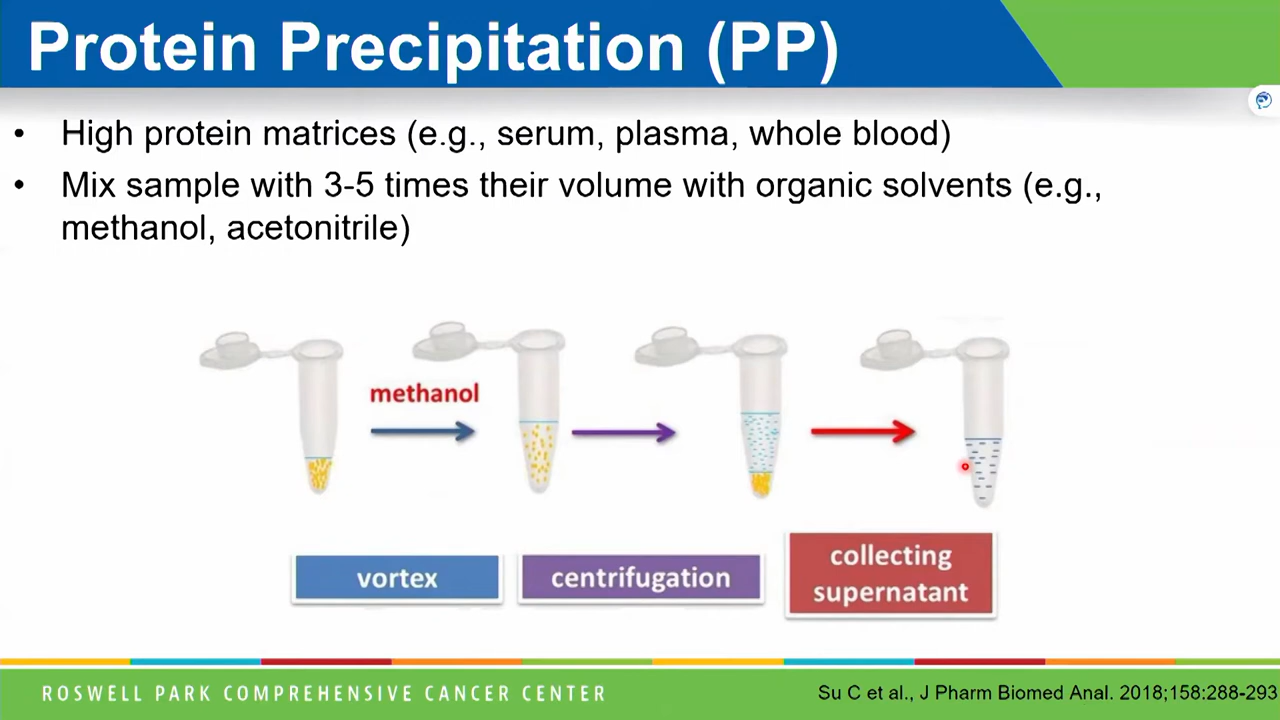 Protein Precipitation (PP)
• High protein matrices (e.g., serum, plasma, whole blood)
• Mix sample with 3-5 times their volume with organic solvents (e.g.,
methanol, acetonitrile)
methanol
vortex
centrifugation
collecting
supernatant
ROSWELL PARK COMPREHENSIVE CANCER CENTER
Su C et al., J Pharm Biomed Anal. 2018;158:288-293